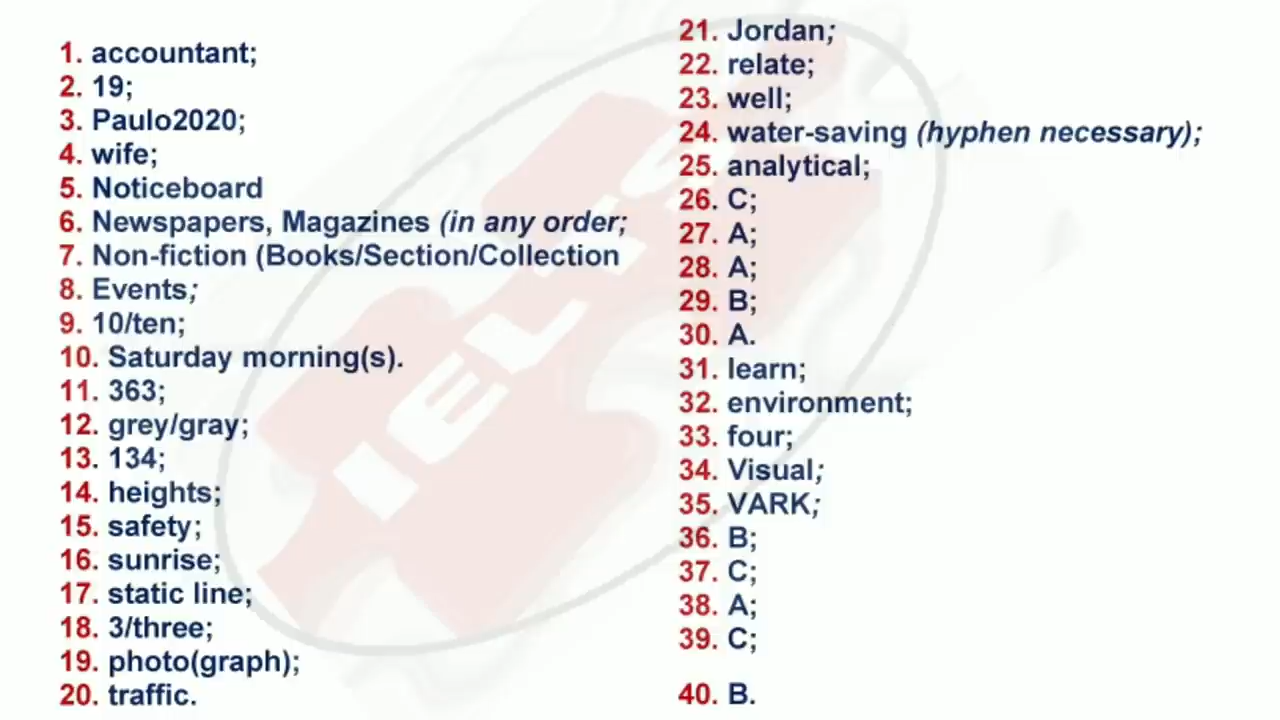 1. accountant;
2. 19;
3. Paulo2020;
4. wife;
5. Noticeboard
6. Newspapers, Magazines (in any order;
7. Non-fiction (Books/Section/Collection
8. Events;
9. 10/ten;
10. Saturday morning(s).
11. 363;
12. grey/gray;
13. 134;
14. heights;
15. safety;
16. sunrise;
17. static line;
18. 3/three;
19. photo(graph);
20. traffic.
21. Jordan;
22. relate;
23. well;
24. water-saving (hyphen necessary);
25. analytical;
26. C;
27. A;
28. A;
29. B;
30. A.
31. learn;
32. environment;
33. four;
34. Visual;
35. VARK;
36. B;
37. C;
38. A;
39. C;
40. B.
IELTS